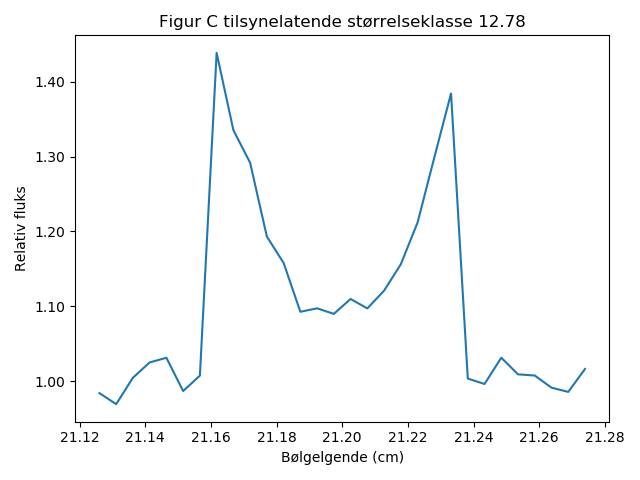 Figur C tilsynelatende størrelseklasse 12.78
1.40
1.30
1.20
1.10
1.00
Relativ fluks
21.12 21.14 21.16 21.18 21.20 21.22 21.24 21.26 21.28
Bølgelgende (cm)